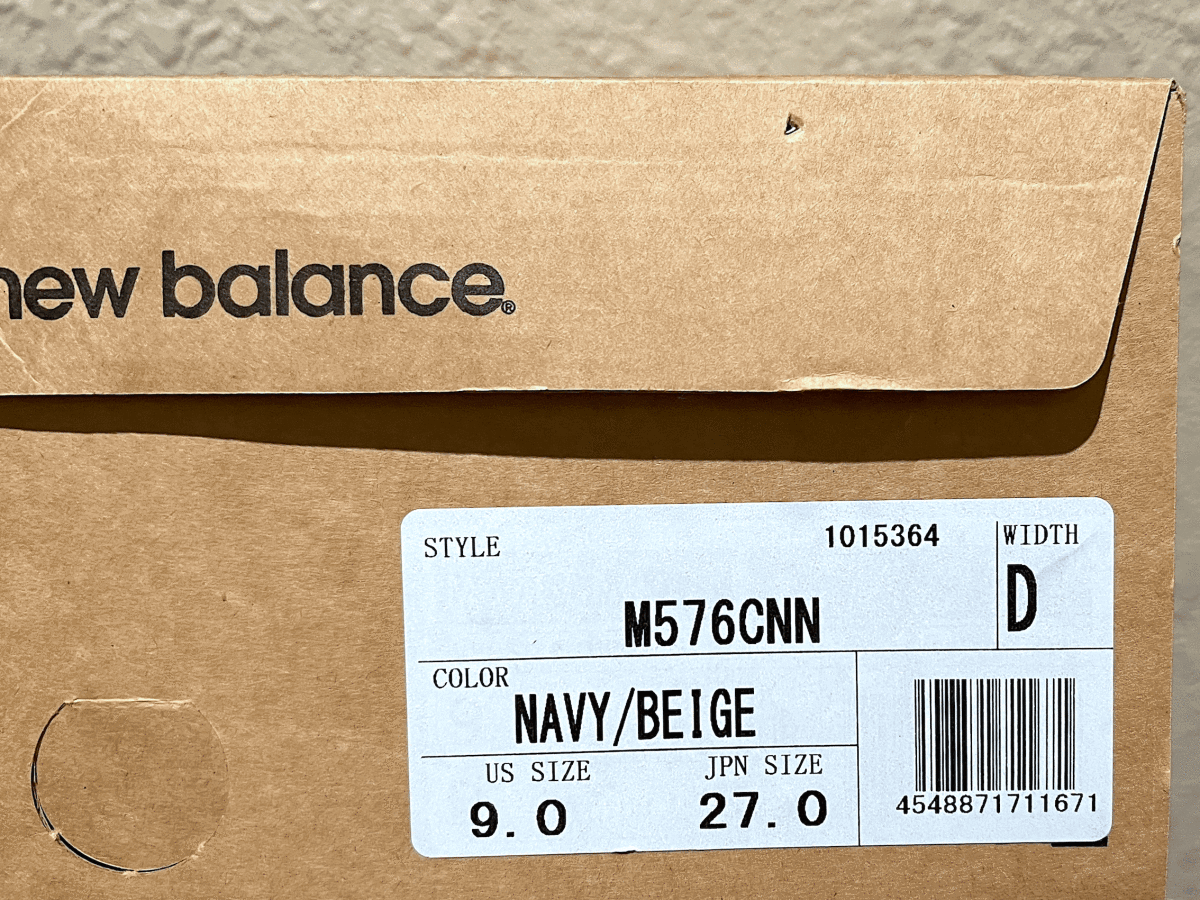 new balance®
STYLE 1015364 WIDTH
M576CNN D
COLOR
NAVY/BEIGE
US SIZE JPN SIZE
9.0 27.0
4548871711671